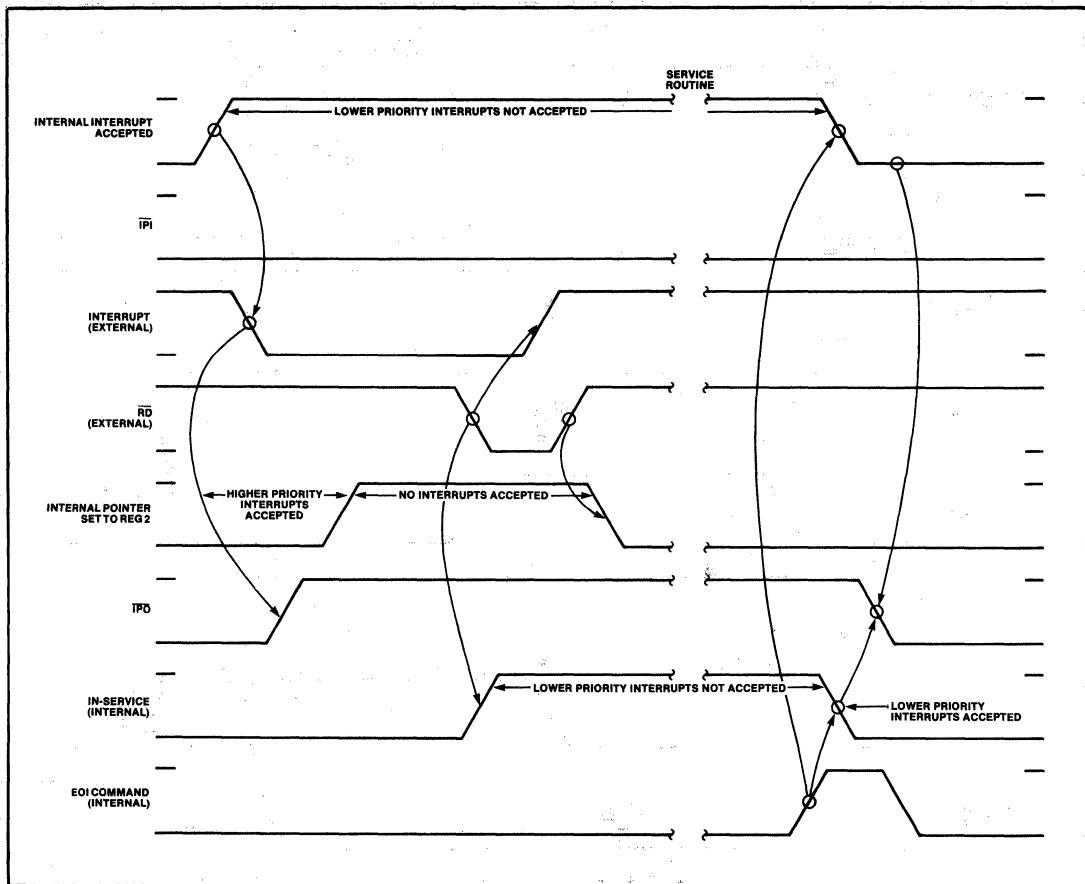 SERVICE
ROUTINE
INTERNAL INTERRUPT
ACCEPTED
LOWER PRIORITY INTERRUPTS NOT ACCEPTED
IPI
INTERRUPT
(EXTERNAL)
RD
(EXTERNAL)
INTERNAL POINTER
SET TO REG 2
HIGHER PRIORITY
INTERRUPTS
ACCEPTED
NO INTERRUPTS ACCEPTED
IPO
IN-SERVICE
(INTERNAL)
LOWER PRIORITY INTERRUPTS NOT ACCEPTED
LOWER PRIORITY
INTERRUPTS ACCEPTED
EOI COMMAND
(INTERNAL)